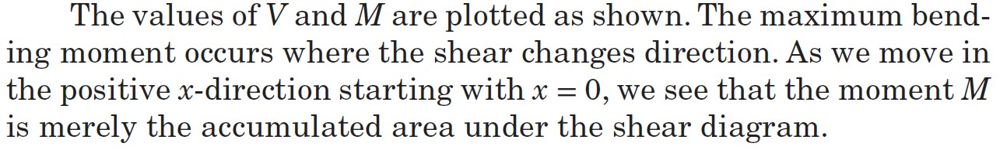 The values of V and M are plotted as shown. The maximum bend-
ing moment occurs where the shear changes direction. As we move in
the positive x-direction starting with x = 0, we see that the moment M
is merely the accumulated area under the shear diagram.